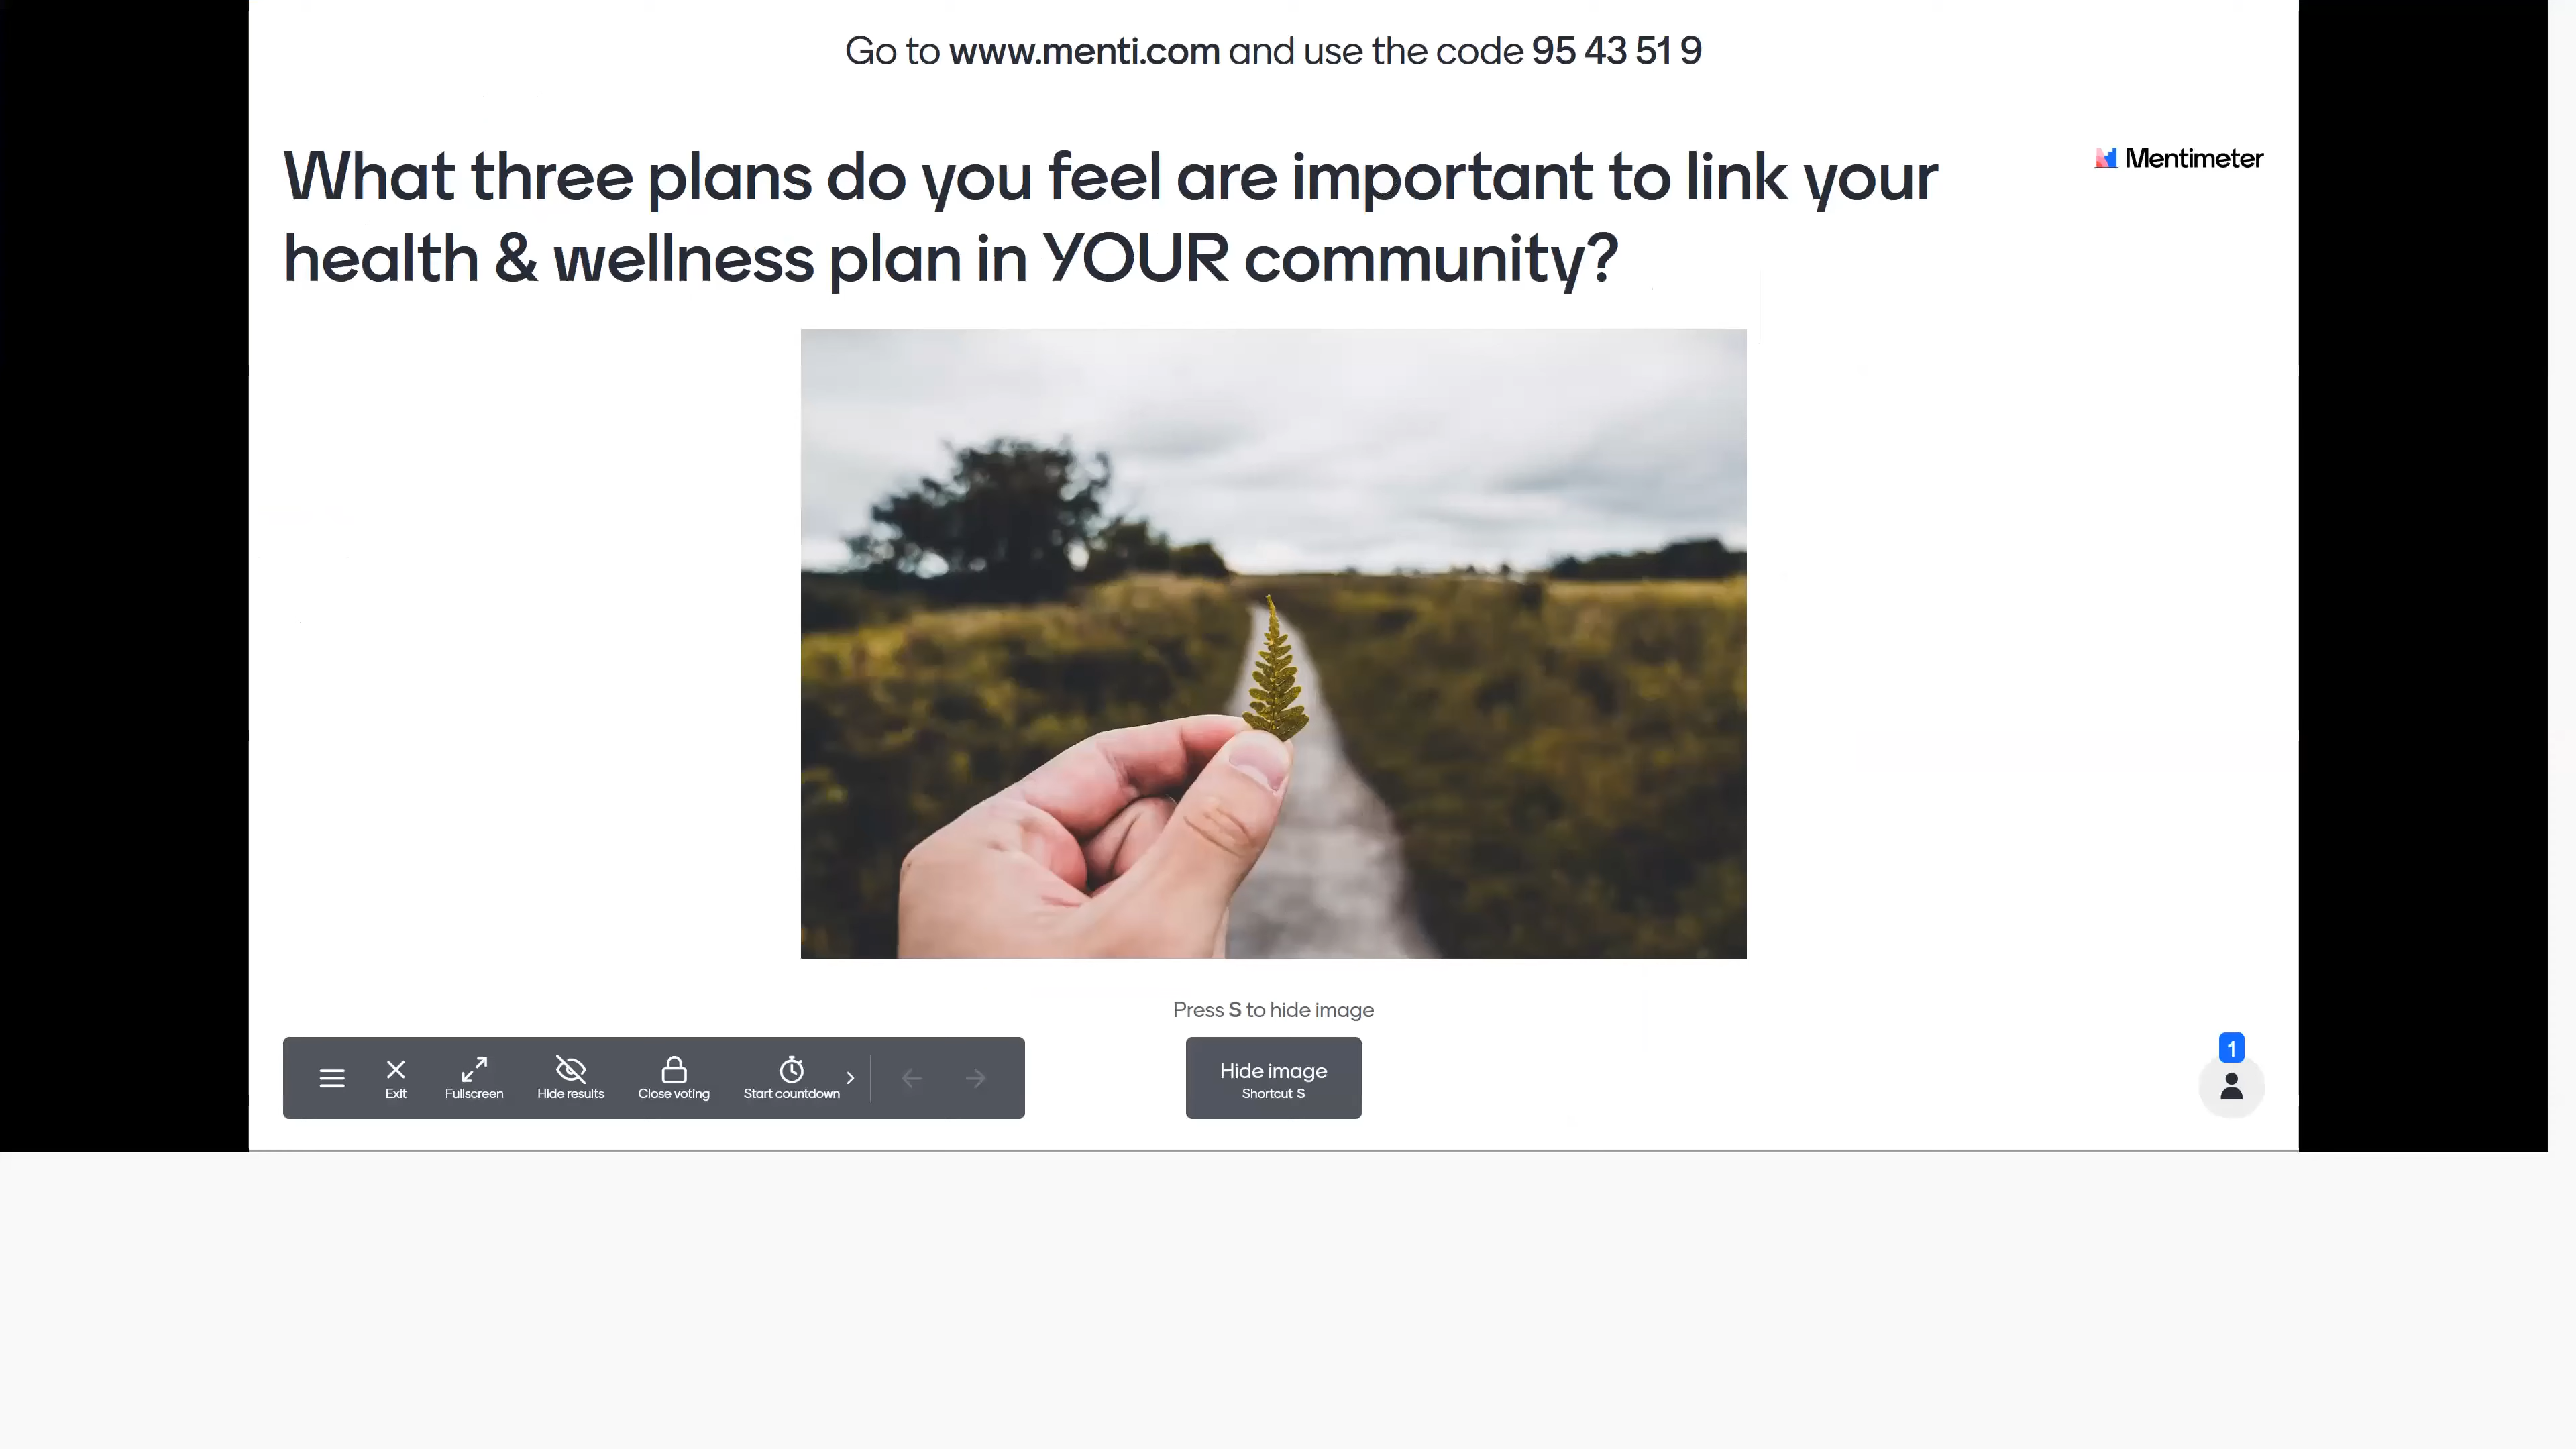 Go to www.menti.com and use the code 95 43 51 9
Mentimeter
What three plans do you feel are important to link your
health & wellness plan in YOUR community?
Press S to hide image
Exit
Fullscreen
Hide results
Close voting
Start countdown
Hide image
Shortcut S
1